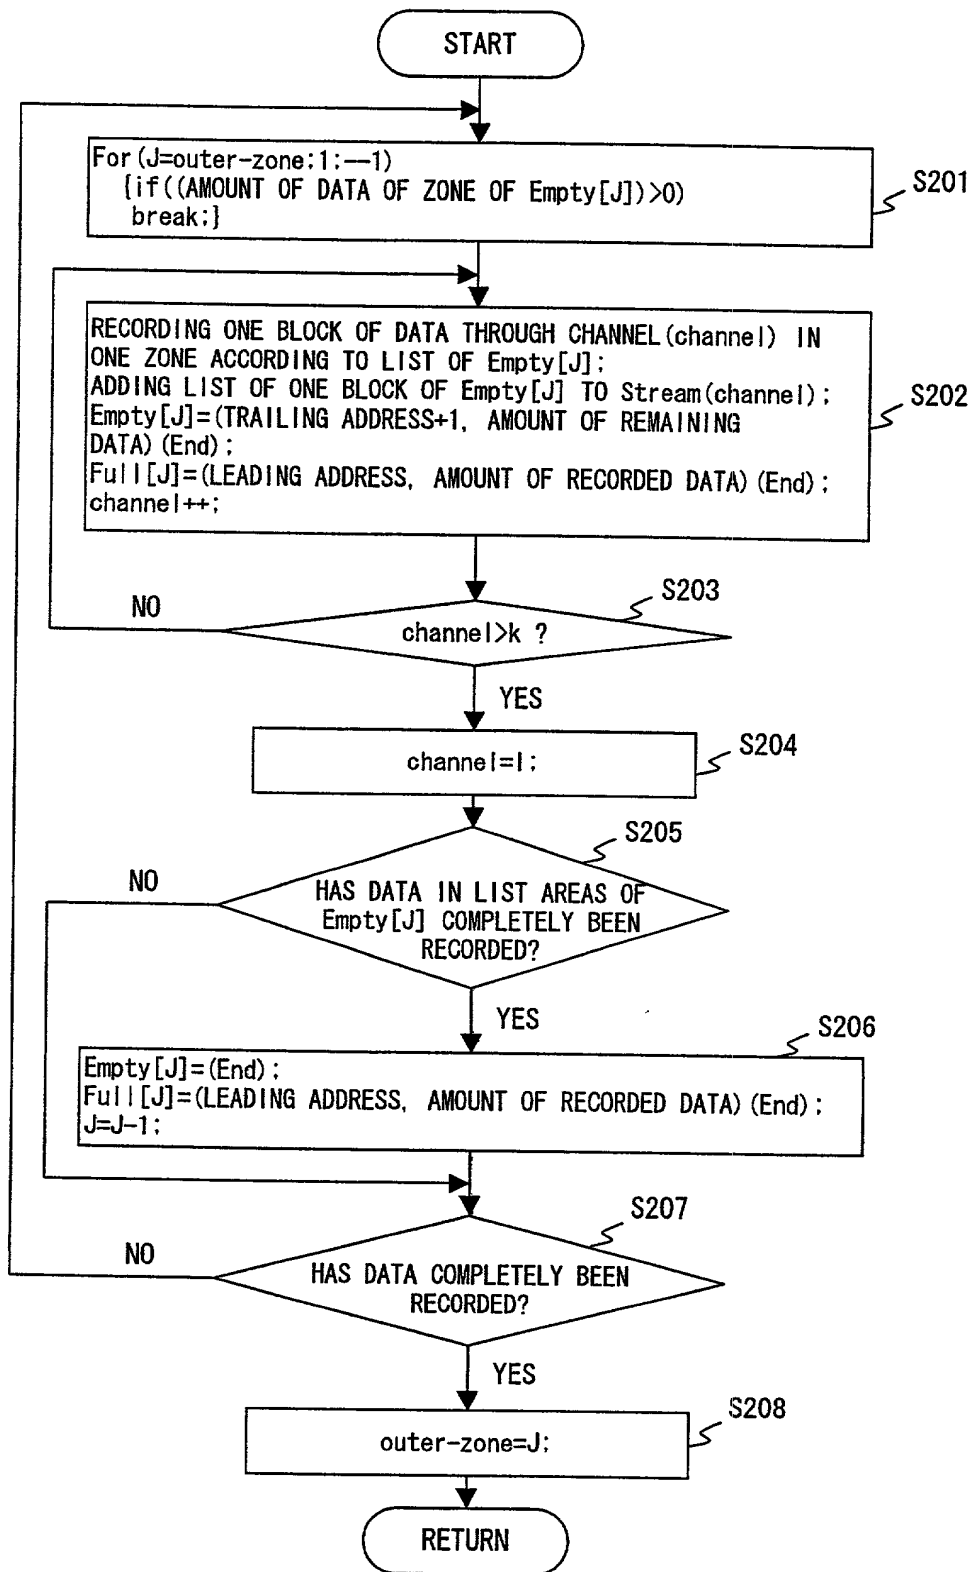 START
For(J=outer-zone;1;--1)
{if((AMOUNT OF DATA OF ZONE OF Empty[J])>0)
break;}
S201
RECORDING ONE BLOCK OF DATA THROUGH CHANNEL(channel) IN
ONE ZONE ACCORDING TO LIST OF Empty[J];
ADDING LIST OF ONE BLOCK OF Empty[J] TO Stream(channel);
Empty[J]=(TRAILING ADDRESS+1, AMOUNT OF REMAINING
DATA)(End);
Full[J]=(LEADING ADDRESS, AMOUNT OF RECORDED DATA)(End);
channel++;
S202
S203
NO
channel>k ?
YES
S204
channel=1;
S205
NO
HAS DATA IN LIST AREAS OF
Empty[J] COMPLETELY BEEN
RECORDED?
YES
S206
Empty[J]=(End);
Full[J]=(LEADING ADDRESS, AMOUNT OF RECORDED DATA)(End);
J=J-1;
S207
NO
HAS DATA COMPLETELY BEEN
RECORDED?
YES
S208
outer-zone=J;
RETURN